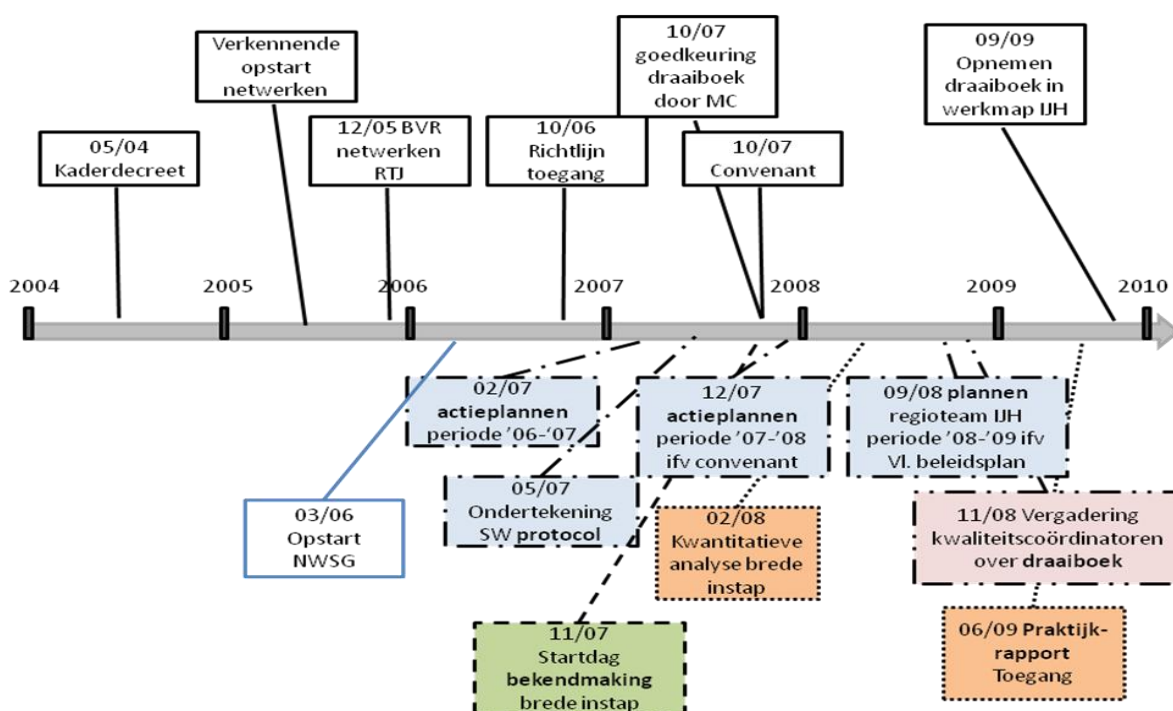 Verkennende
opstart
netwerken
10/07
goedkeuring
draaiboek
door MC
09/09
Opnemen
draaiboek in
werkmap IJH
05/04
Kaderdecreet
12/05 BVR
netwerken
RTJ
10/06
Richtlijn
toegang
10/07
Convenant
2004
2005
2006
2007
2008
2009
2010
02/07
actieplannen
periode '06-'07
12/07
actieplannen
periode '07-'08
ifv convenant
09/08 plannen
regioteam IJH
periode '08-'09 ifv
Vl. beleidsplan
03/06
Opstart
NWSG
05/07
Ondertekening
SW protocol
02/08
Kwantitatieve
analyse brede
instap
11/08 Vergadering
kwaliteitscoördinatoren
over draaiboek
11/07
Startdag
bekendmaking
brede instap
06/09 Praktijk-
rapport
Toegang